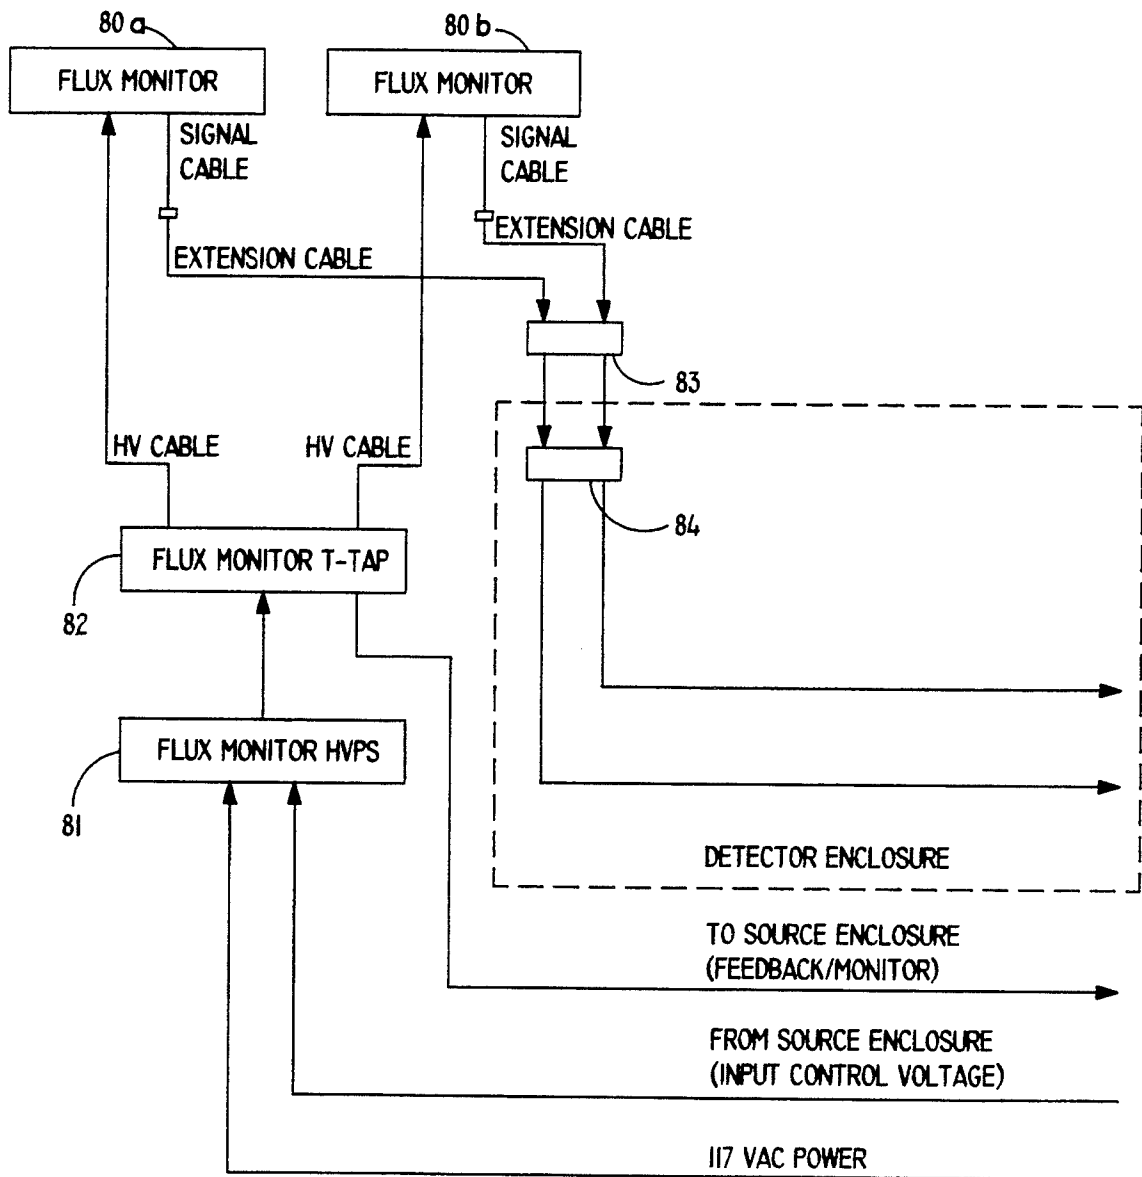 80a
80b
FLUX MONITOR
FLUX MONITOR
SIGNAL
CABLE
SIGNAL
CABLE
EXTENSION CABLE
EXTENSION CABLE
83
HV CABLE
HV CABLE
84
FLUX MONITOR T-TAP
82
FLUX MONITOR HVPS
81
DETECTOR ENCLOSURE
TO SOURCE ENCLOSURE
(FEEDBACK/MONITOR)
FROM SOURCE ENCLOSURE
(INPUT CONTROL VOLTAGE)
117 VAC POWER